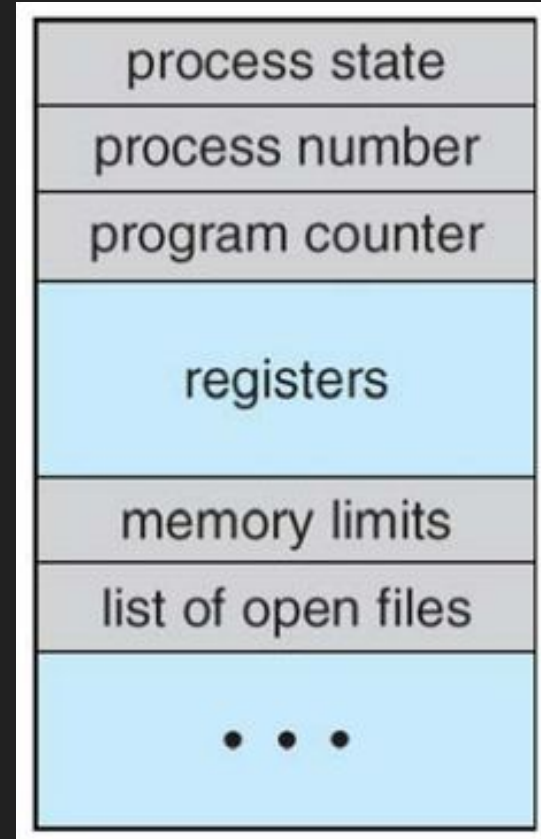 process state
process number
program counter
registers
memory limits
list of open files
• • •